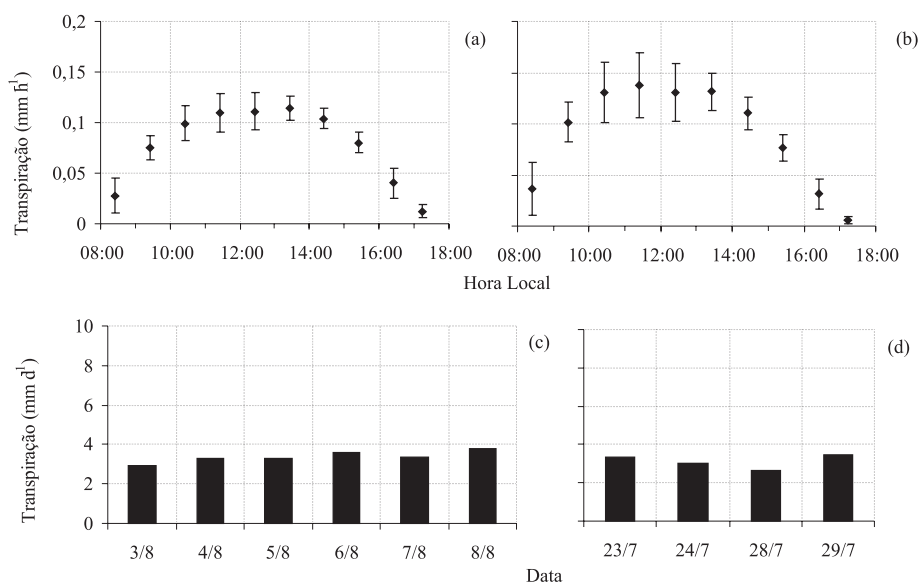 0,2
0,15
0,1
0,05
0
Transpiração (mm h¹)
(a)
(b)
08:00 10:00 12:00 14:00 16:00 18:00
08:00 10:00 12:00 14:00 16:00 18:00
Hora Local
10
8
6
4
2
0
Transpiração (mm d¹)
(c)
(d)
3/8 4/8 5/8 6/8 7/8 8/8
23/7 24/7 28/7 29/7
Data